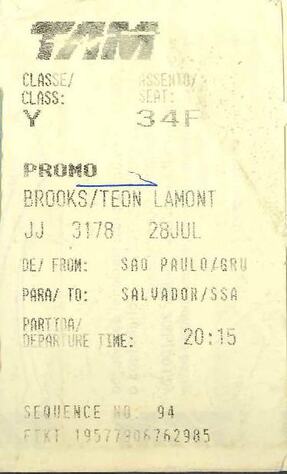 TAM
CLASSE/ ASSENTO/
CLASS: SEAT:
Y 34F
PROMO
BROOKS/TEON LAMONT
JJ 3178 28JUL
DE/ FROM: SAO PAULO/GRU
PARA/ TO: SALVADOR/SSA
PARTIDA/
DEPARTURE TIME: 20:15
SEQUENCE NO: 94
ETKT 19577906762985